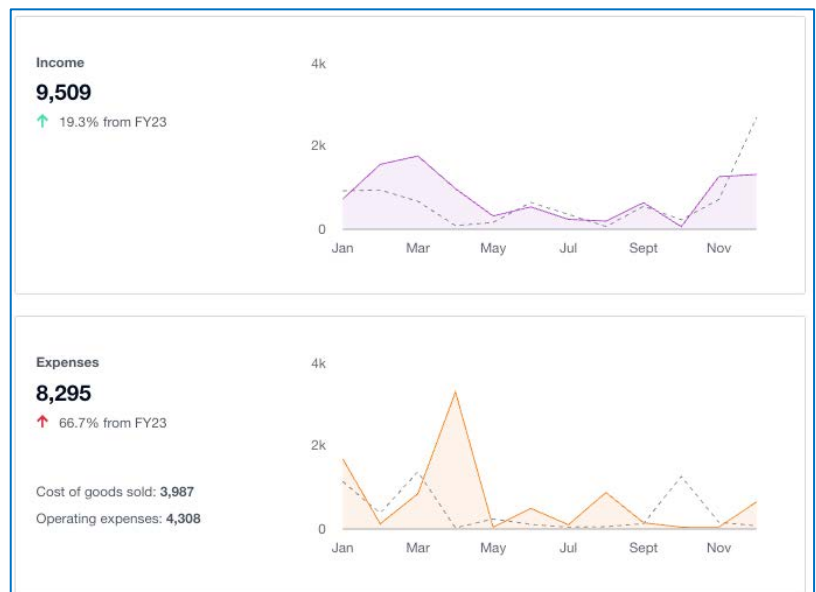 Income
9,509
↑ 19.3% from FY23
4k
2k
0
Jan Mar May Jul Sept Nov
Expenses
8,295
↑ 66.7% from FY23
Cost of goods sold: 3,987
Operating expenses: 4,308
4k
2k
0
Jan Mar May Jul Sept Nov